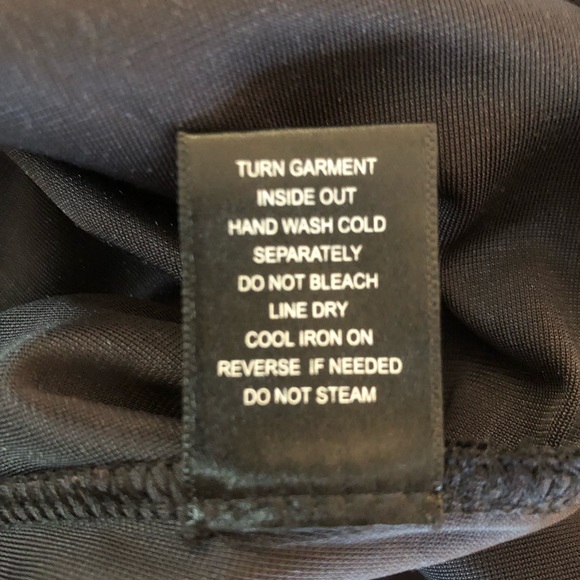 TURN GARMENT
INSIDE OUT
HAND WASH COLD
SEPARATELY
DO NOT BLEACH
LINE DRY
COOL IRON ON
REVERSE IF NEEDED
DO NOT STEAM